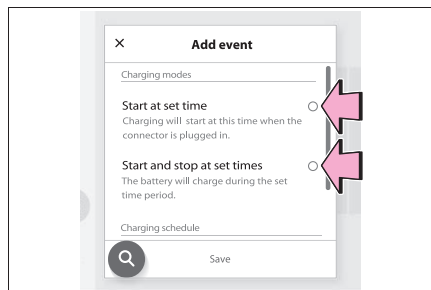 Add event
Charging modes
Start at set time
Charging will start at this time when the
connector is plugged in.
Start and stop at set times
The battery will charge during the set
time period.
Charging schedule
Save